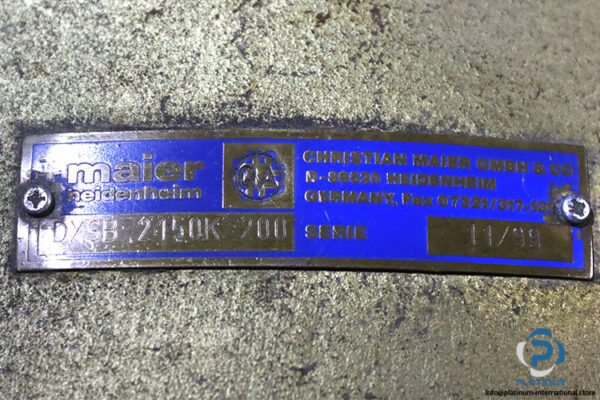 maier
heidenheim
CHRISTIAN MAIER GMBH & CO
D-89520 HEIDENHEIM
GERMANY, Fax 07321/317-139
DXSB 2150K 200
SERIE
11/99
PLATINUM
Info@platinum-international.store